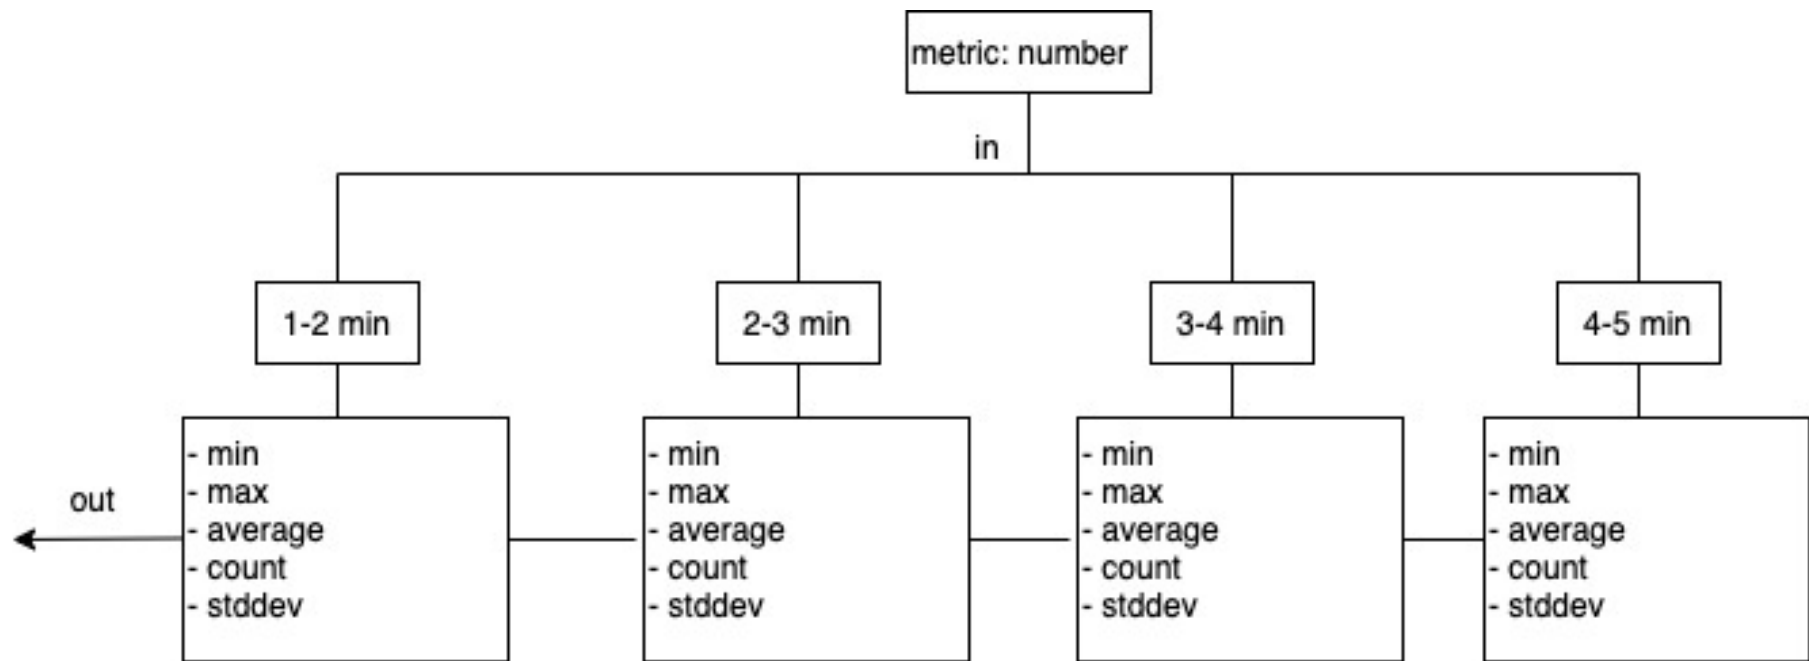 metric: number
in
1-2 min
2-3 min
3-4 min
4-5 min
out
- min
- max
- average
- count
- stddev
- min
- max
- average
- count
- stddev
- min
- max
- average
- count
- stddev
- min
- max
- average
- count
- stddev